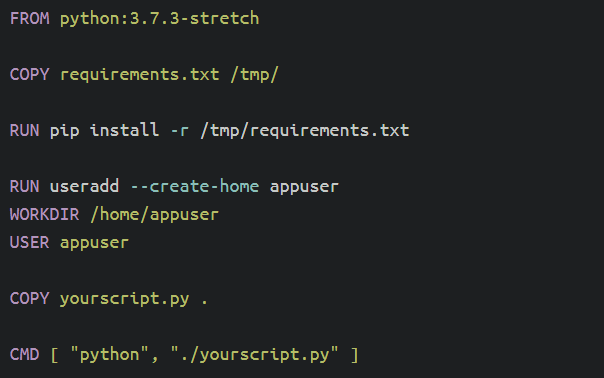 FROM python:3.7.3-stretch
COPY requirements.txt /tmp/
RUN pip install -r /tmp/requirements.txt
RUN useradd --create-home appuser
WORKDIR /home/appuser
USER appuser
COPY yourscript.py .
CMD [ "python", "./yourscript.py" ]